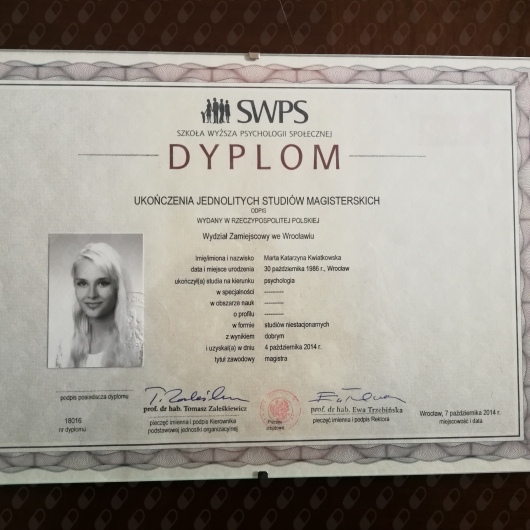 SWPS
SZKOŁA WYŻSZA PSYCHOLOGII SPOŁECZNEJ
DYPLOM
UKOŃCZENIA JEDNOLITYCH STUDIÓW MAGISTERSKICH
ODPIS
WYDANY W RZECZYPOSPOLITEJ POLSKIEJ
Wydział Zamiejscowy we Wrocławiu
Imię/imiona i nazwisko Marta Katarzyna Kwiatkowska
data i miejsce urodzenia 30 października 1986 r., Wrocław
ukończył(a) studia na kierunku psychologia
w specjalności ----------
w obszarze nauk ----------
o profilu ----------
w formie studiów niestacjonarnych
z wynikiem dobrym
i uzyskał(a) w dniu 4 października 2014 r.
tytuł zawodowy magistra
podpis posiadacza dyplomu
prof. dr hab. Tomasz Zaleśkiewicz
prof. dr hab. Ewa Trzebińska
18016
nr dyplomu
pieczęć imienna i podpis Kierownika
podstawowej jednostki organizacyjnej
Pieczęć
urzędowa
pieczęć imienna i podpis Rektora
Wrocław, 7 października 2014 r.
miejscowość i data